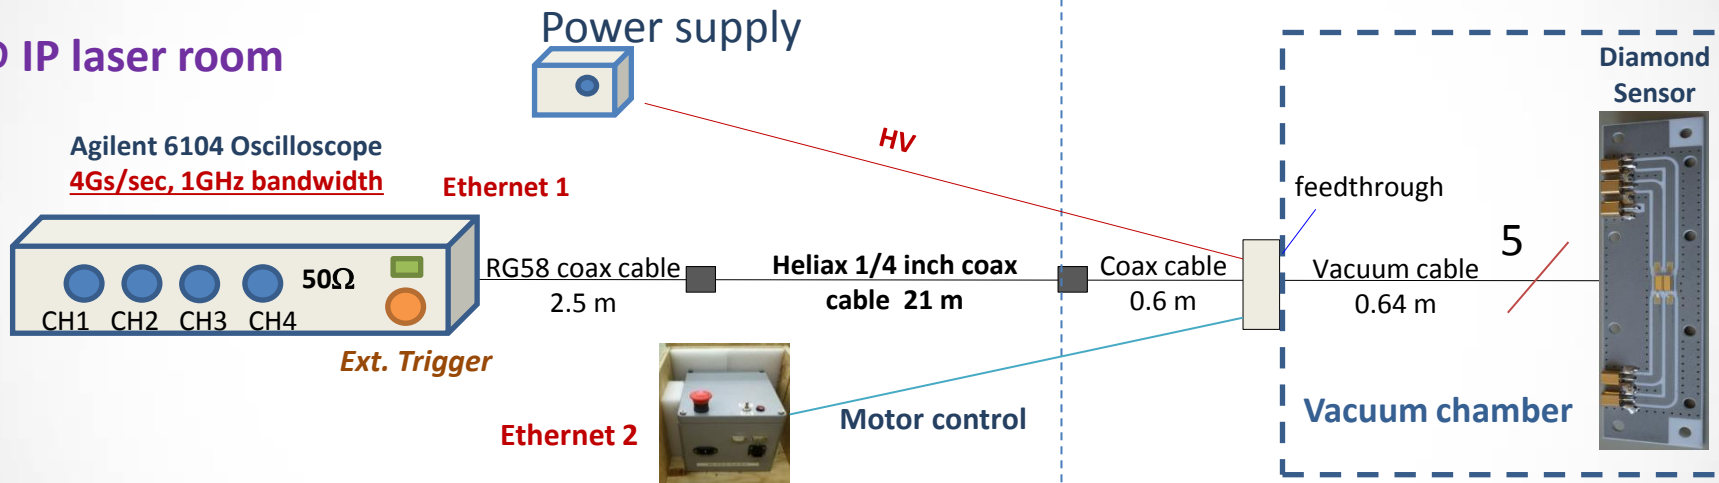 IP laser room
Power supply
Diamond
Sensor
Agilent 6104 Oscilloscope
4Gs/sec, 1GHz bandwidth
Ethernet 1
HV
feedthrough
5
RG58 coax cable
2.5 m
Heliax 1/4 inch coax
cable 21 m
Coax cable
0.6 m
Vacuum cable
0.64 m
50Ω
CH1 CH2 CH3 CH4
Ext. Trigger
Ethernet 2
Motor control
Vacuum chamber